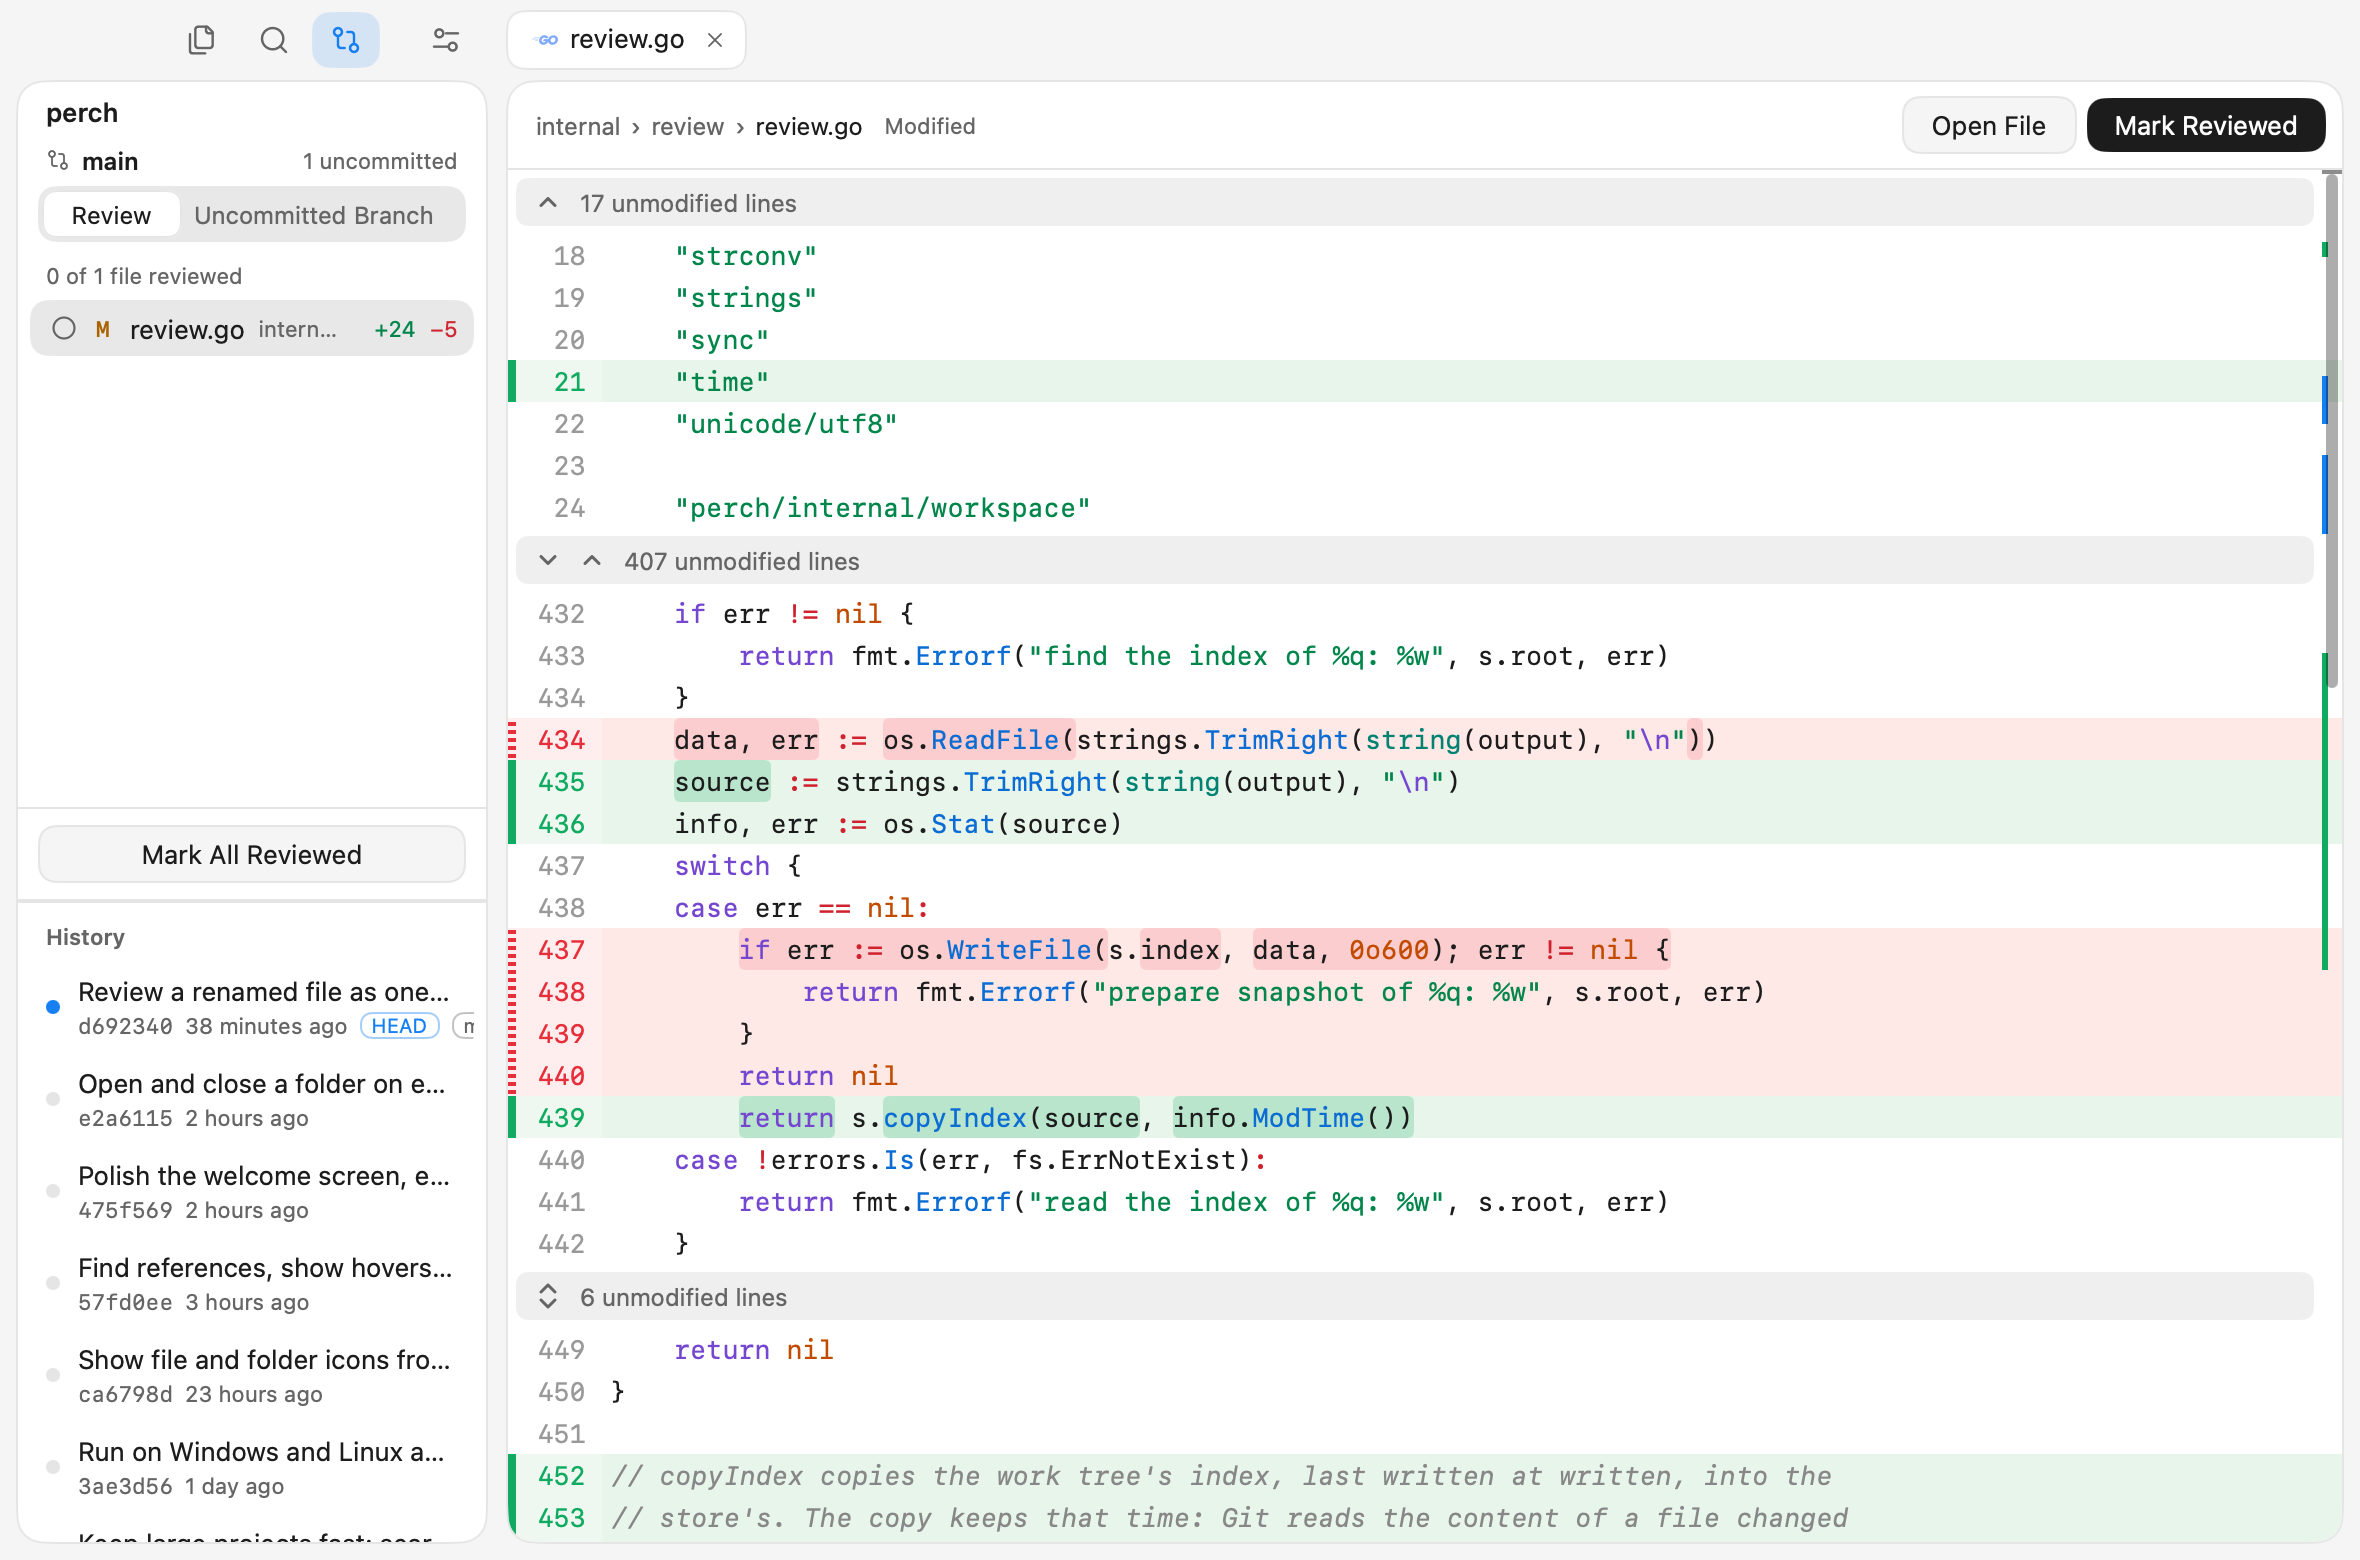 GO review.go
perch
main 1 uncommitted
Review Uncommitted Branch
0 of 1 file reviewed
M review.go intern... +24 −5
Mark All Reviewed
History
Review a renamed file as one...
d692340 38 minutes ago HEAD
Open and close a folder on e...
e2a6115 2 hours ago
Polish the welcome screen, e...
475f569 2 hours ago
Find references, show hovers...
57fd0ee 3 hours ago
Show file and folder icons fro...
ca6798d 23 hours ago
Run on Windows and Linux a...
3ae3d56 1 day ago
internal › review › review.go Modified
Open File Mark Reviewed
17 unmodified lines
18 "strconv"
19 "strings"
20 "sync"
21 "time"
22 "unicode/utf8"
23
24 "perch/internal/workspace"
407 unmodified lines
432 if err != nil {
433 return fmt.Errorf("find the index of %q: %w", s.root, err)
434 }
434 data, err := os.ReadFile(strings.TrimRight(string(output), "\n"))
435 source := strings.TrimRight(string(output), "\n")
436 info, err := os.Stat(source)
437 switch {
438 case err == nil:
437 if err := os.WriteFile(s.index, data, 0o600); err != nil {
438 return fmt.Errorf("prepare snapshot of %q: %w", s.root, err)
439 }
440 return nil
439 return s.copyIndex(source, info.ModTime())
440 case !errors.Is(err, fs.ErrNotExist):
441 return fmt.Errorf("read the index of %q: %w", s.root, err)
442 }
6 unmodified lines
449 return nil
450 }
451
452 // copyIndex copies the work tree's index, last written at written, into the
453 // store's. The copy keeps that time: Git reads the content of a file changed